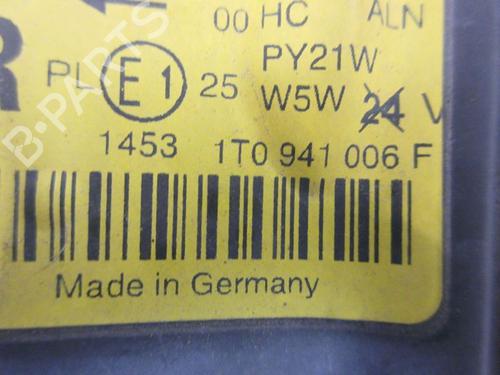 00 HC ALN
R PL E1 25 PY21W
W5W 24 V
1453 1T0 941 006 F
Made in Germany
B-PARTS